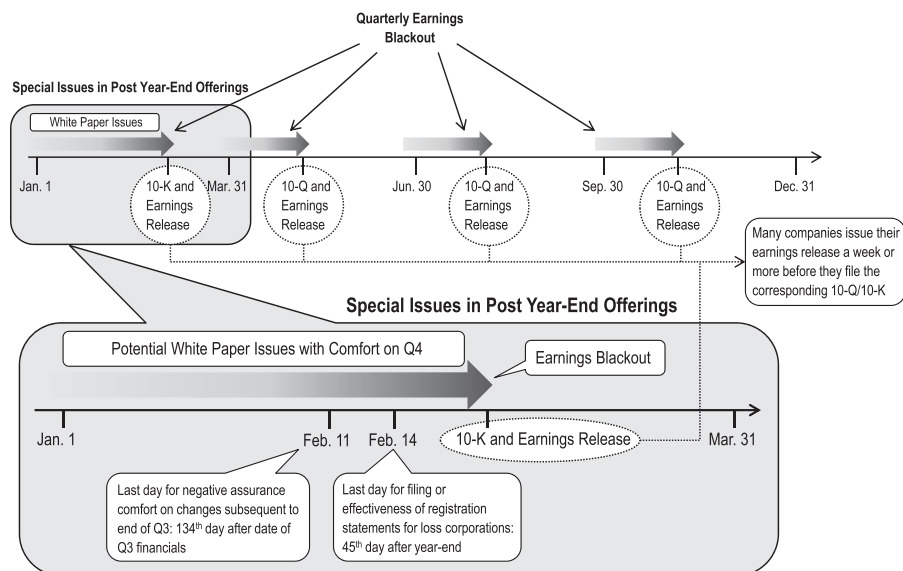 Quarterly Earnings
Blackout
Special Issues in Post Year-End Offerings
White Paper Issues
Jan. 1
10-K and
Earnings
Release
Mar. 31
10-Q and
Earnings
Release
Jun. 30
10-Q and
Earnings
Release
Sep. 30
10-Q and
Earnings
Release
Dec. 31
Many companies issue their
earnings release a week or
more before they file the
corresponding 10-Q/10-K
Special Issues in Post Year-End Offerings
Potential White Paper Issues with Comfort on Q4
Earnings Blackout
Jan. 1
Feb. 11
Feb. 14
10-K and Earnings Release
Mar. 31
Last day for negative assurance
comfort on changes subsequent to
end of Q3: 134th day after date of
Q3 financials
Last day for filing or
effectiveness of registration
statements for loss corporations:
45th day after year-end